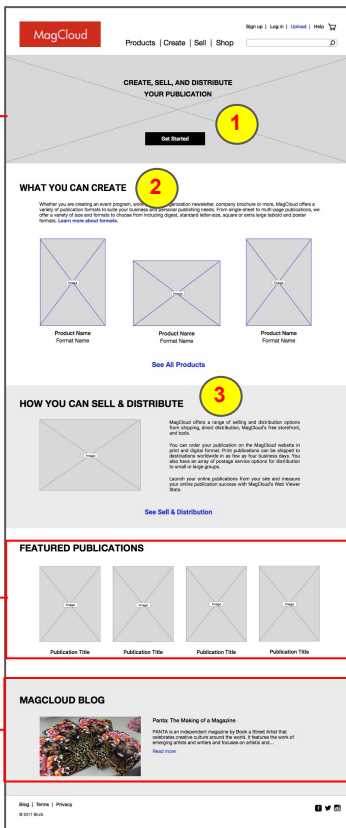 Sign up | Log in | Upload | Help
MagCloud
Products | Create | Sell | Shop
CREATE, SELL, AND DISTRIBUTE
YOUR PUBLICATION
1
Get Started
WHAT YOU CAN CREATE
2
Whether you are creating an event program, organization newsletter, company brochure or more, MagCloud offers a
variety of publication formats to suite your business and personal publishing needs. From single-sheet to multi-page publications, we
offer a variety of size and formats to choose from including digest, standard letter-size, square or extra large tabloid and poster
formats. Learn more about formats.
Image Image Image
Product Name Product Name Product Name
Format Name Format Name Format Name
See All Products
3
HOW YOU CAN SELL & DISTRIBUTE
MagCloud offers a range of selling and distribution options
from shipping, direct distribution, MagCloud's free storefront,
and tools.
Image
You can order your publication on the MagCloud website in
print and digital format. Print publications can be shipped to
destinations worldwide in as few as four business days. You
also have an array of postage service options for distribution
to small or large groups.
Launch your online publications from your site and measure
your online publication success with MagCloud's Web Viewer
Stats.
See Sell & Distribution
FEATURED PUBLICATIONS
Image Image Image Image
Publication Title Publication Title Publication Title Publication Title
MAGCLOUD BLOG
Panta: The Making of a Magazine
PANTA is an independent magazine by Book a Street Artist that
celebrates creative culture around the world. It features the work of
emerging artists and writers and focuses on artists and...
Read more
Blog | Terms | Privacy
© 2017 Blurb